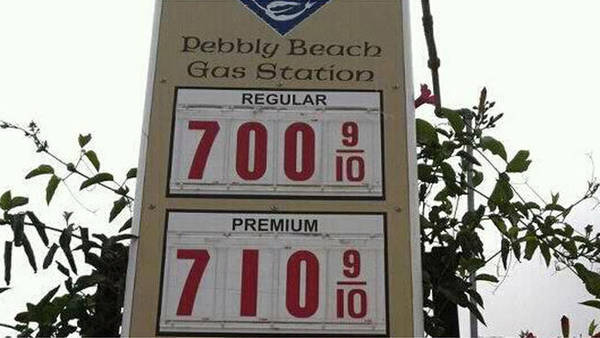 Pebbly Beach
Gas Station
REGULAR
700 9/10
PREMIUM
710 9/10